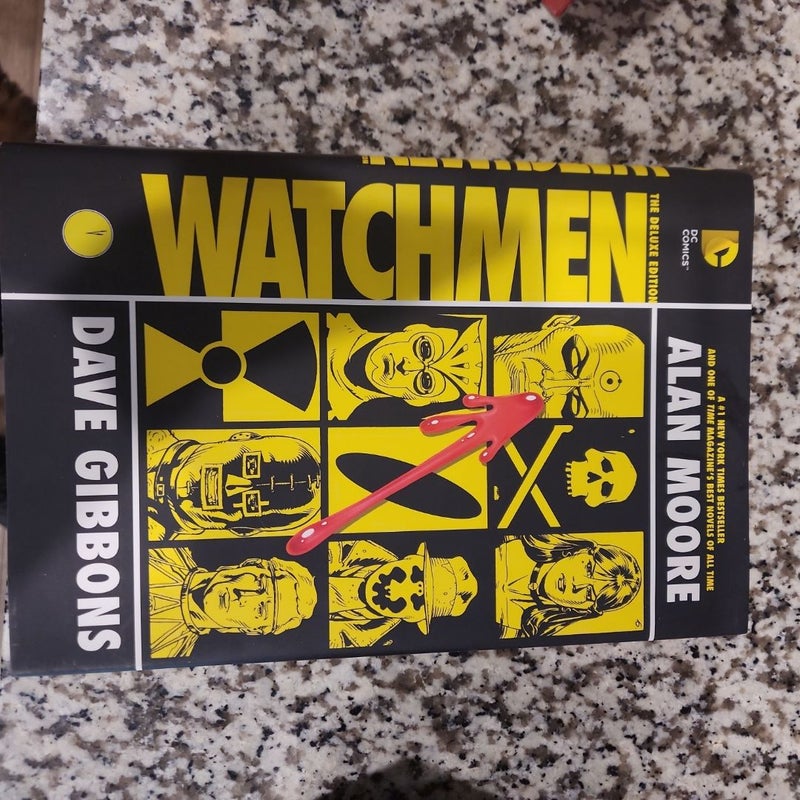 DC
COMICS™
A #1 NEW YORK TIMES BESTSELLER
AND ONE OF TIME MAGAZINE'S BEST NOVELS OF ALL TIME
ALAN MOORE
THE DELUXE EDITION
WATCHMEN
DAVE GIBBONS